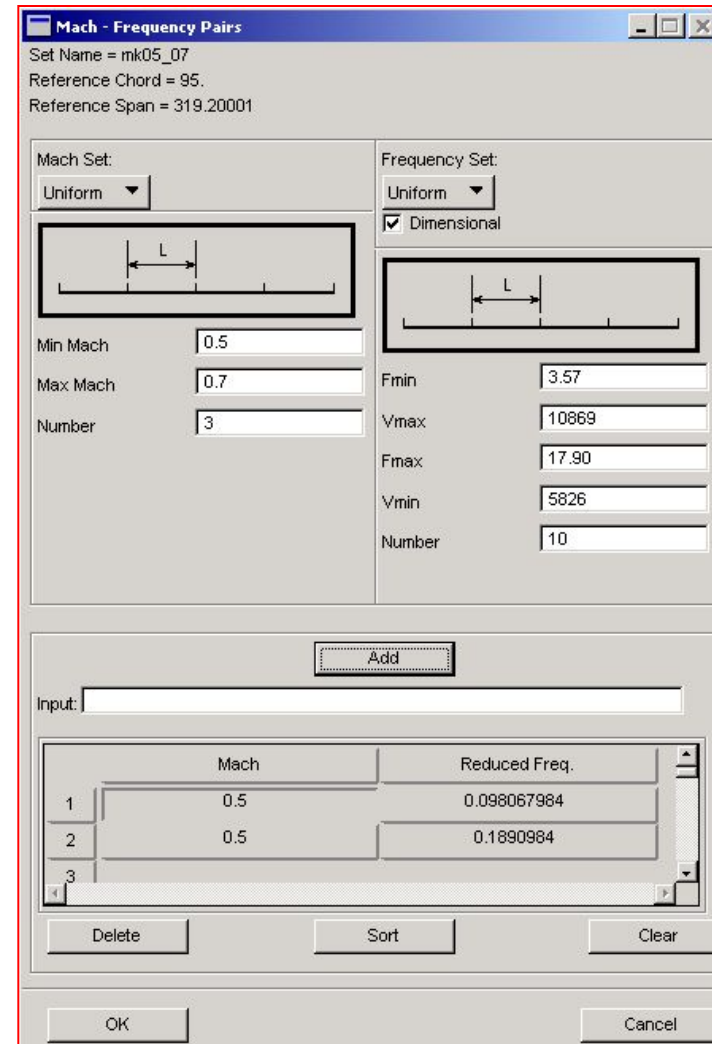 Mach - Frequency Pairs
Set Name = mk05_07
Reference Chord = 95.
Reference Span = 319.20001
Mach Set:
Uniform
L
Min Mach 0.5
Max Mach 0.7
Number 3
Frequency Set:
Uniform
Dimensional
L
Fmin 3.57
Vmax 10869
Fmax 17.90
Vmin 5826
Number 10
Add
Input:
Mach Reduced Freq.
1 0.5 0.098067984
2 0.5 0.1890984
3
Delete Sort Clear
OK Cancel